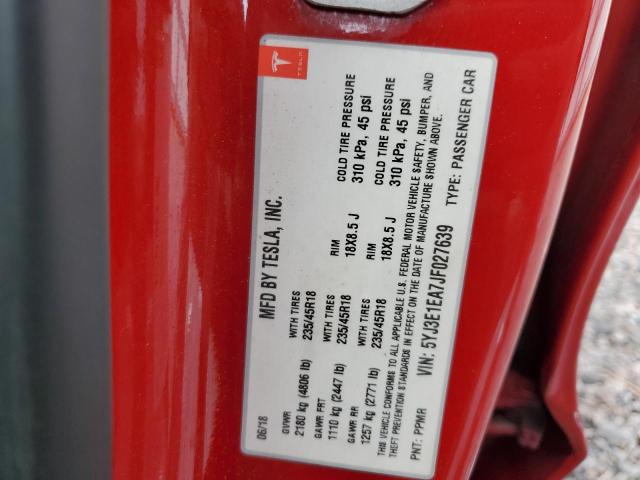 TESLA
MFD BY TESLA, INC.
06/18
GVWR WITH TIRES RIM COLD TIRE PRESSURE
2180 kg (4806 lb) 235/45R18 18X8.5 J 310 kPa, 45 psi
GAWR FRT WITH TIRES RIM COLD TIRE PRESSURE
1110 kg (2447 lb) 235/45R18 18X8.5 J 310 kPa, 45 psi
GAWR RR
1257 kg (2771 lb) 235/45R18
THIS VEHICLE CONFORMS TO ALL APPLICABLE U.S. FEDERAL MOTOR VEHICLE SAFETY, BUMPER, AND
THEFT PREVENTION STANDARDS IN EFFECT ON THE DATE OF MANUFACTURE SHOWN ABOVE.
PNT: PPMR VIN: 5YJ3E1EA7JF027639 TYPE: PASSENGER CAR